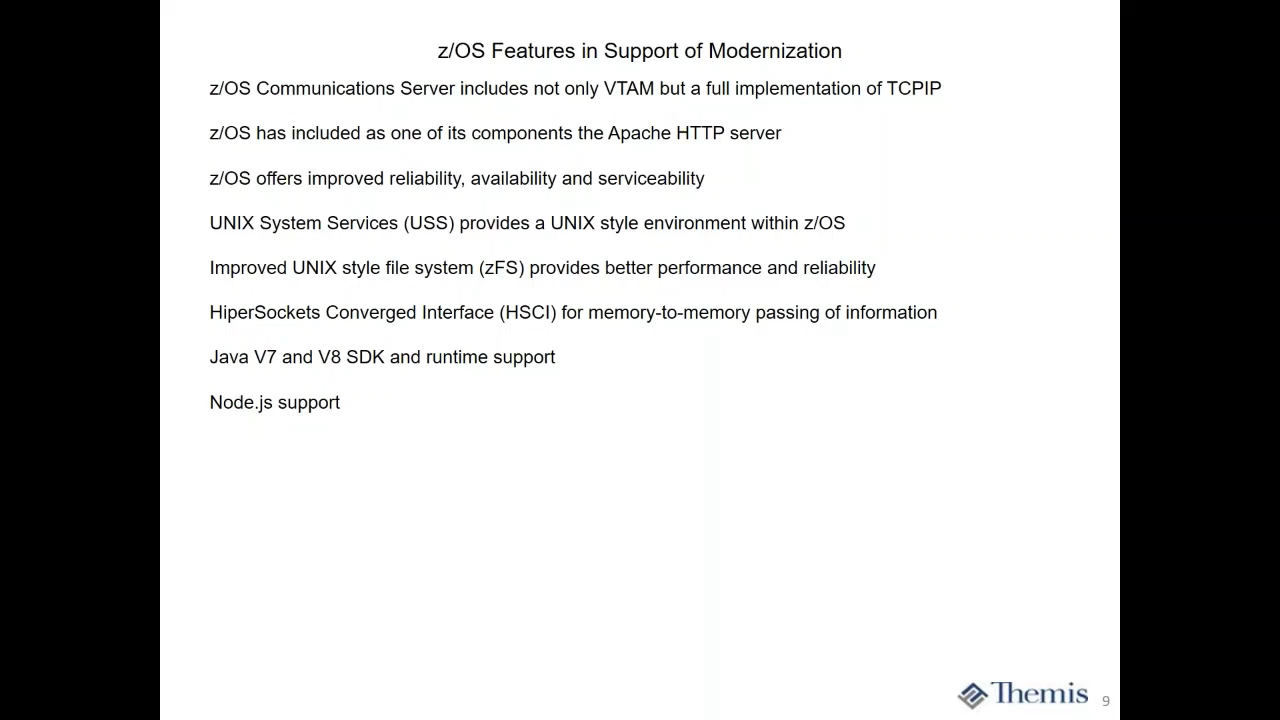 z/OS Features in Support of Modernization
z/OS Communications Server includes not only VTAM but a full implementation of TCPIP
z/OS has included as one of its components the Apache HTTP server
z/OS offers improved reliability, availability and serviceability
UNIX System Services (USS) provides a UNIX style environment within z/OS
Improved UNIX style file system (zFS) provides better performance and reliability
HiperSockets Converged Interface (HSCI) for memory-to-memory passing of information
Java V7 and V8 SDK and runtime support
Node.js support
Themis
9